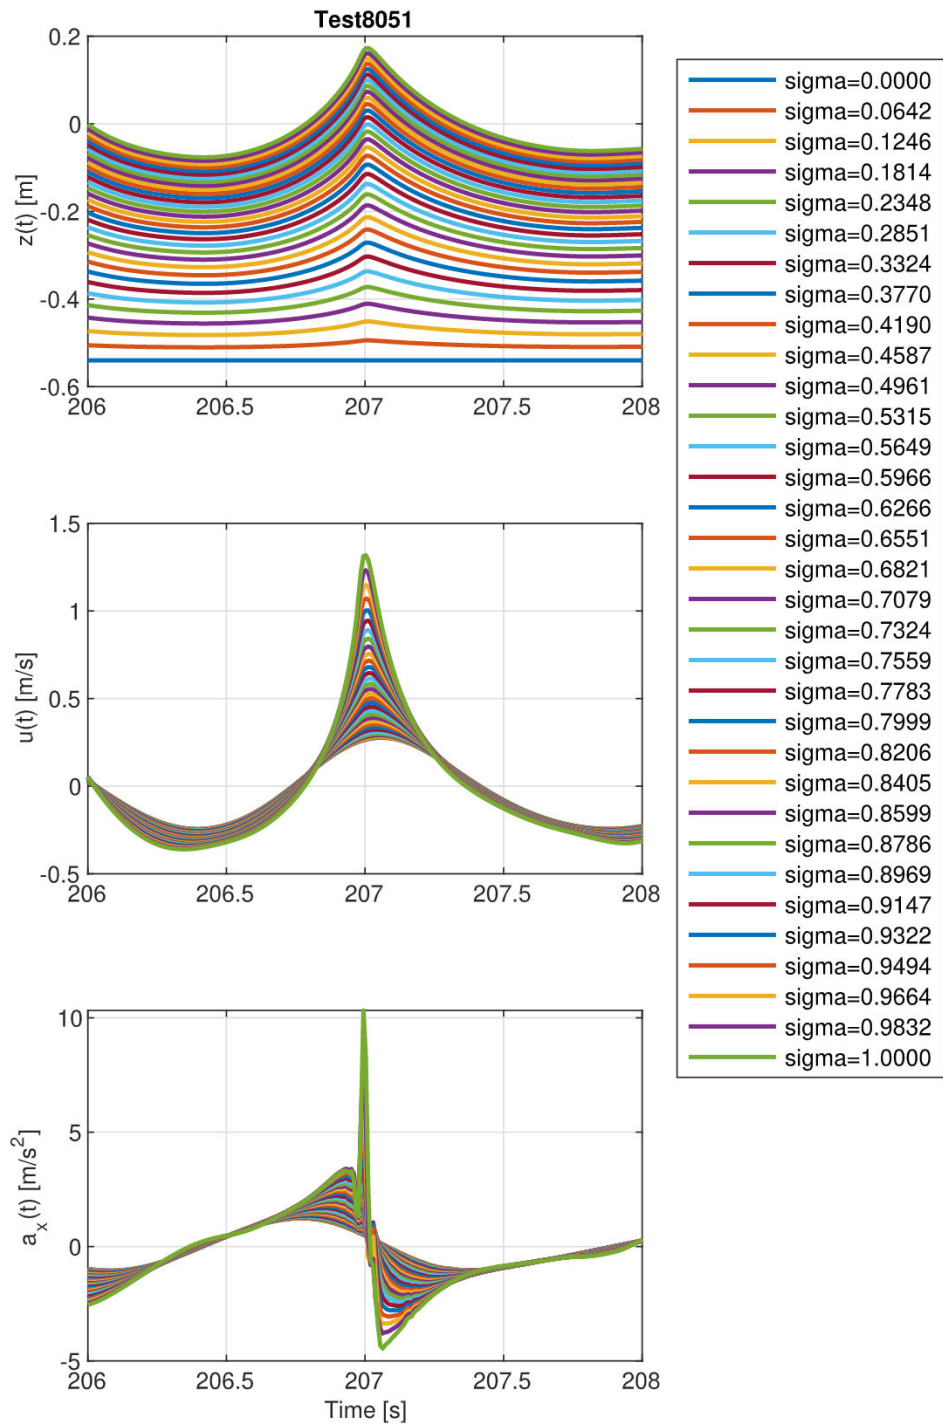 Test8051
0.2
0
-0.2
-0.4
-0.6
z(t) [m]
206 206.5 207 207.5 208
1.5
1
0.5
0
-0.5
u(t) [m/s]
206 206.5 207 207.5 208
10
5
0
-5
a_x(t) [m/s^2]
206 206.5 207 207.5 208
Time [s]
sigma=0.0000
sigma=0.0642
sigma=0.1246
sigma=0.1814
sigma=0.2348
sigma=0.2851
sigma=0.3324
sigma=0.3770
sigma=0.4190
sigma=0.4587
sigma=0.4961
sigma=0.5315
sigma=0.5649
sigma=0.5966
sigma=0.6266
sigma=0.6551
sigma=0.6821
sigma=0.7079
sigma=0.7324
sigma=0.7559
sigma=0.7783
sigma=0.7999
sigma=0.8206
sigma=0.8405
sigma=0.8599
sigma=0.8786
sigma=0.8969
sigma=0.9147
sigma=0.9322
sigma=0.9494
sigma=0.9664
sigma=0.9832
sigma=1.0000